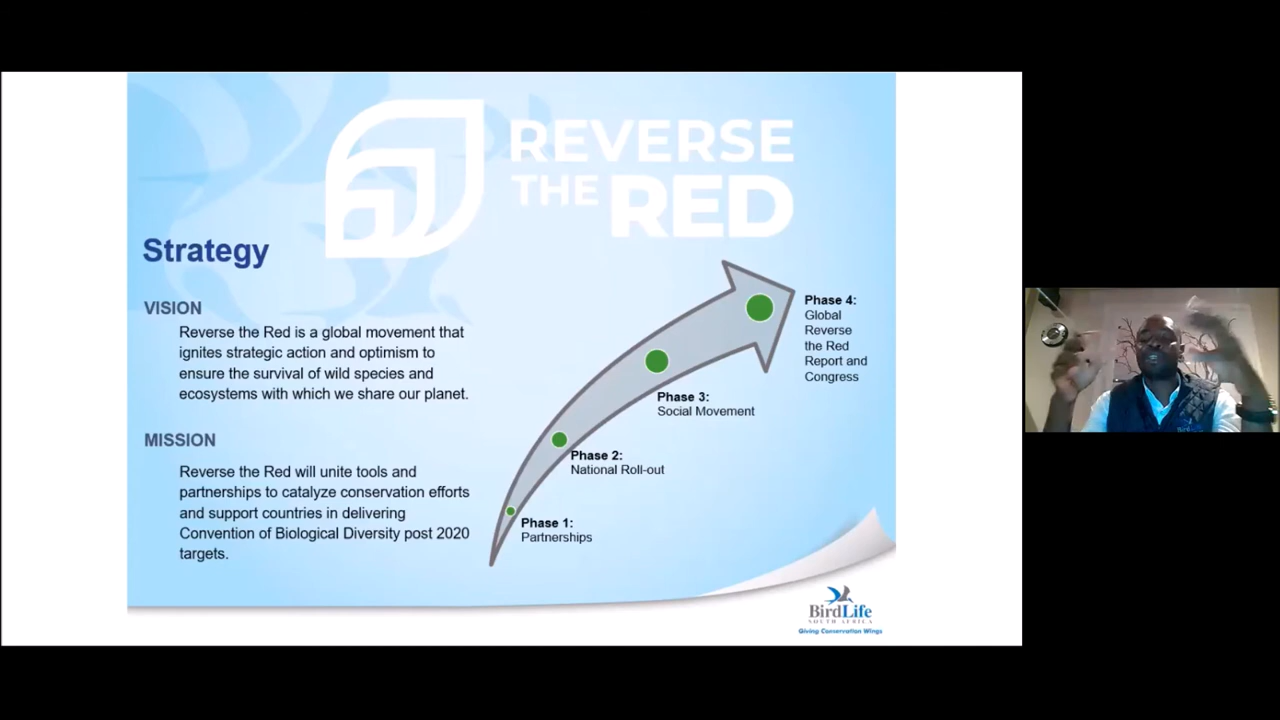 REVERSE
THE RED
Strategy
VISION
Reverse the Red is a global movement that
ignites strategic action and optimism to
ensure the survival of wild species and
ecosystems with which we share our planet.
MISSION
Reverse the Red will unite tools and
partnerships to catalyze conservation efforts
and support countries in delivering
Convention of Biological Diversity post 2020
targets.
Phase 1:
Partnerships
Phase 2:
National Roll-out
Phase 3:
Social Movement
Phase 4:
Global
Reverse
the Red
Report and
Congress
BirdLife
SOUTH AFRICA
Giving Conservation Wings